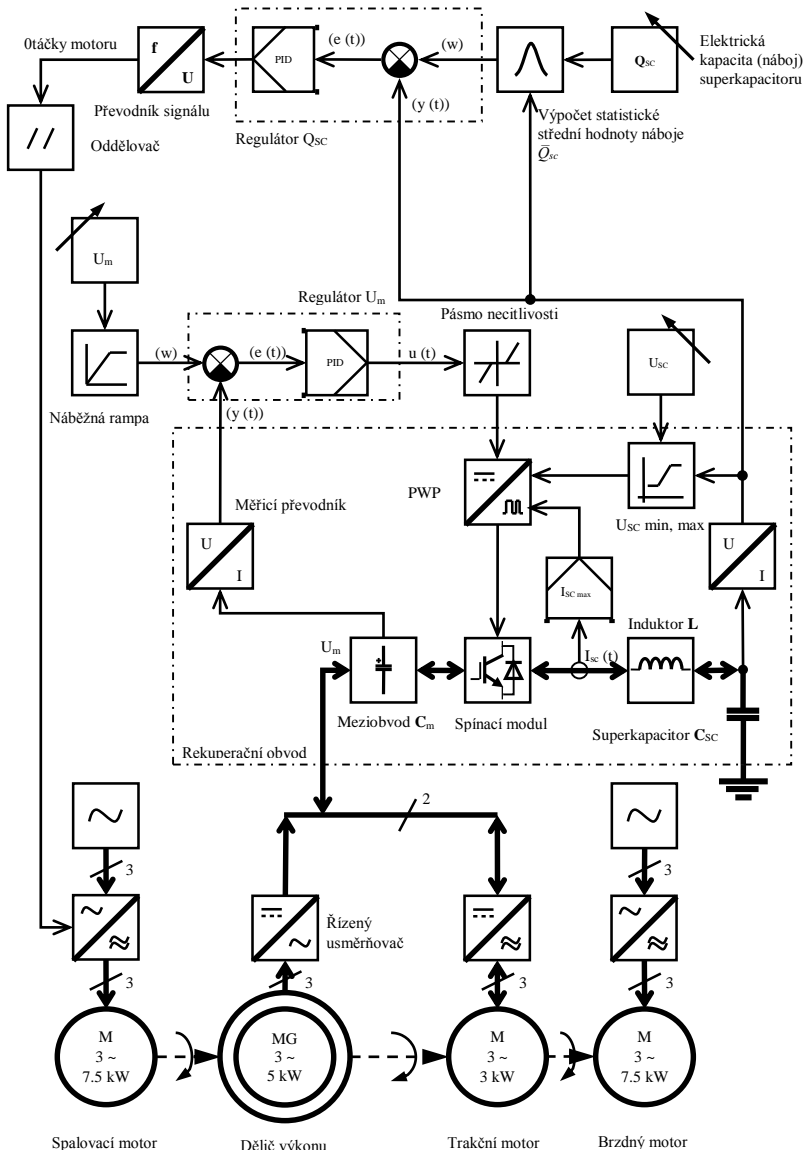 0táčky motoru
f
U
Převodník signálu
Oddělovač
PID
(e (t))
(w)
(y (t))
Regulátor QSC
QSC
Elektrická
kapacita (náboj)
superkapacitoru
Výpočet statistické
střední hodnoty náboje
Q̅sc
Um
Náběžná rampa
(w)
Regulátor Um
(e (t))
PID
u (t)
(y (t))
Pásmo necitlivosti
USC
Měřicí převodník
PWP
USC min, max
U
I
ISC max
U
I
Um
Meziobvod Cm
Spínací modul
Isc (t)
Induktor L
Superkapacitor CSC
Rekuperační obvod
2
3
3
Řízený
usměrňovač
3
3
3
3
M
3 ~
7.5 kW
MG
3 ~
5 kW
M
3 ~
3 kW
M
3 ~
7.5 kW
Spalovací motor
Dělič výkonu
Trakční motor
Brzdný motor